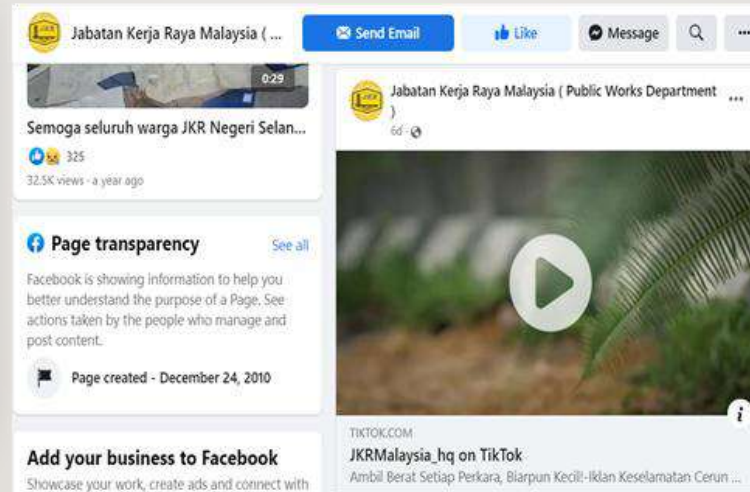 Jabatan Kerja Raya Malaysia ( ...
Send Email
Like
Message
0:29
Semoga seluruh warga JKR Negeri Selan...
325
32.5K views · a year ago
Page transparency
See all
Facebook is showing information to help you
better understand the purpose of a Page. See
actions taken by the people who manage and
post content.
Page created - December 24, 2010
Add your business to Facebook
Showcase your work, create ads and connect with
Jabatan Kerja Raya Malaysia ( Public Works Department
)
6d ·
TIKTOK.COM
JKRMalaysia_hq on TikTok
Ambil Berat Setiap Perkara, Biarpun Kecil!-Iklan Keselamatan Cerun ...